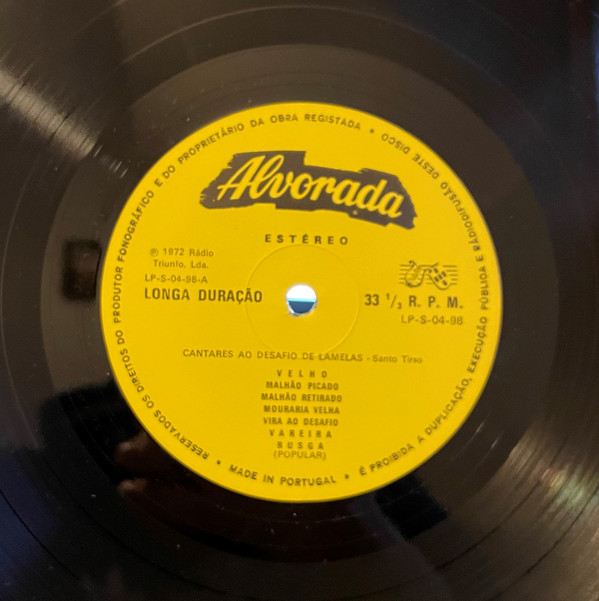 RESERVADOS OS DIREITOS DO PRODUTOR FONOGRÁFICO E DO PROPRIETÁRIO DA OBRA REGISTADA • É PROIBIDA A DUPLICAÇÃO, EXECUÇÃO PÚBLICA E RADIODIFUSÃO DESTE DISCO •
Alvorada
ESTÉREO
℗ 1972 Rádio
Triunfo, Lda.
LP-S-04-98-A
LONGA DURAÇÃO
33 1/3 R. P. M.
LP-S-04-98
CANTARES AO DESAFIO DE LAMELAS - Santo Tirso
VELHO
MALHÃO PICADO
MALHÃO RETIRADO
MOURARIA VELHA
VIRA AO DESAFIO
VAREIRA
RUSGA
(POPULAR)
• MADE IN PORTUGAL •